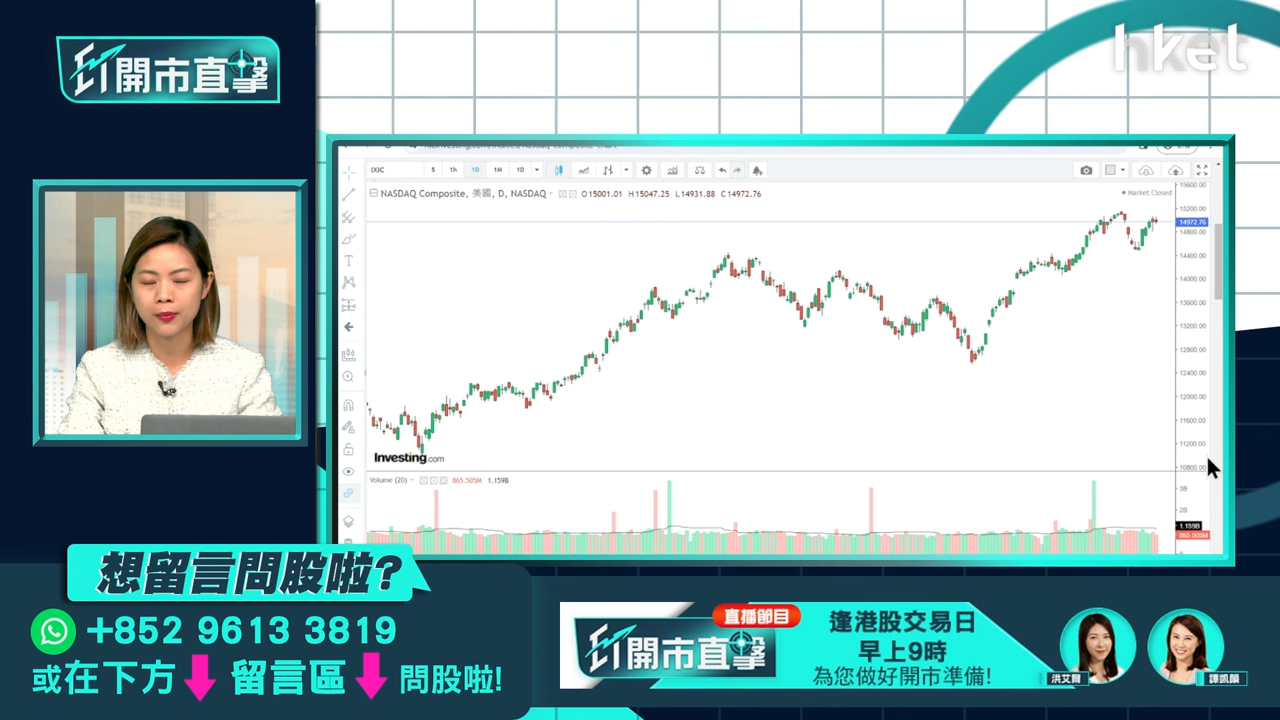 ET開市直擊
hket
IXIC 5 1h 1D 1M 1D
NASDAQ Composite, 美國, D, NASDAQ O15001.01 H15047.25 L14931.88 C14972.76
Market Closed
15600.00
15200.00
14972.76
14800.00
14400.00
14000.00
13600.00
13200.00
12800.00
12400.00
12000.00
11600.00
11200.00
10800.00
Investing.com
Volume (20) 865.505M 1.159B
3B
2B
1.159B
865.505M
0
想留言問股啦?
+852 9613 3819
或在下方 留言區 問股啦!
直播節目
ET開市直擊
逢港股交易日
早上9時
為您做好開市準備!
洪艾爾
譚凱韻